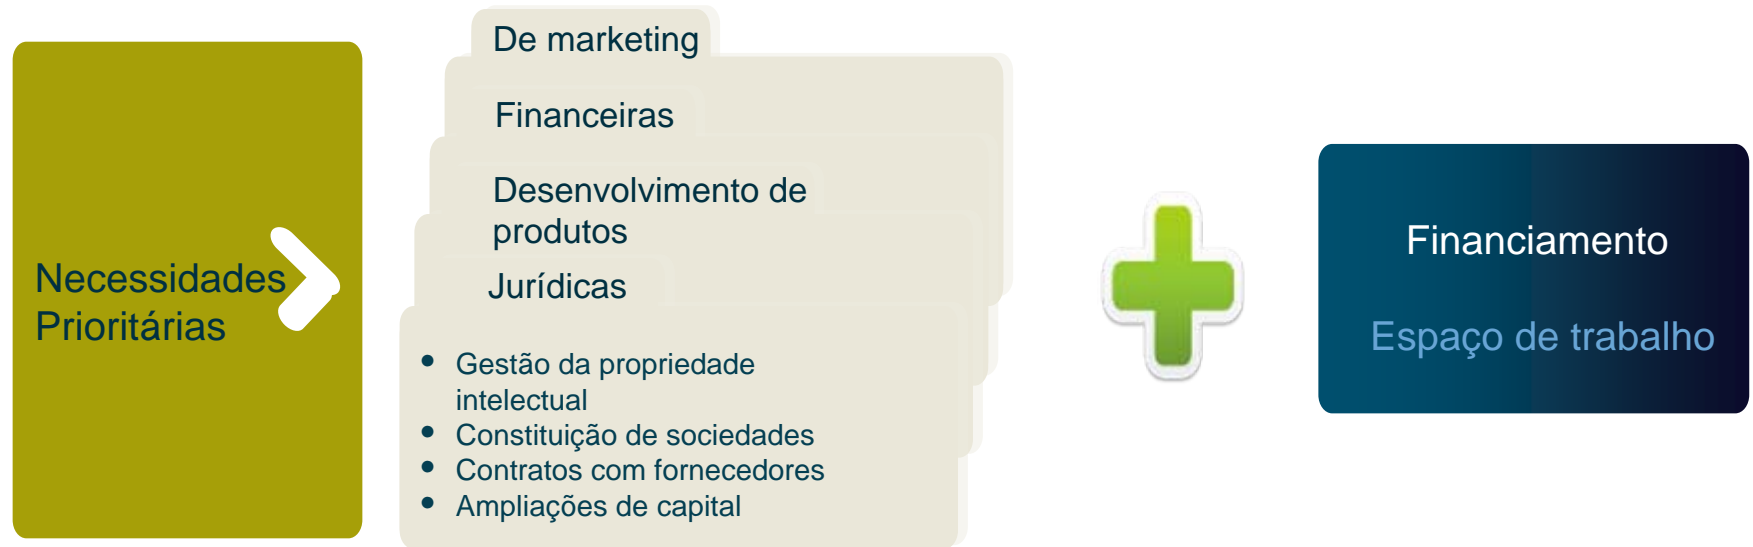 Necessidades
Prioritárias
De marketing
Financeiras
Desenvolvimento de
produtos
Jurídicas
• Gestão da propriedade
intelectual
• Constituição de sociedades
• Contratos com fornecedores
• Ampliações de capital
Financiamento
Espaço de trabalho